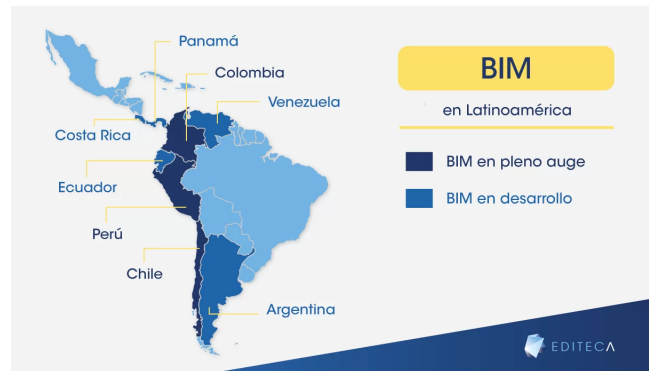 Panamá
Colombia
Venezuela
Costa Rica
Ecuador
Perú
Chile
Argentina
BIM
en Latinoamérica
BIM en pleno auge
BIM en desarrollo
EDITECA